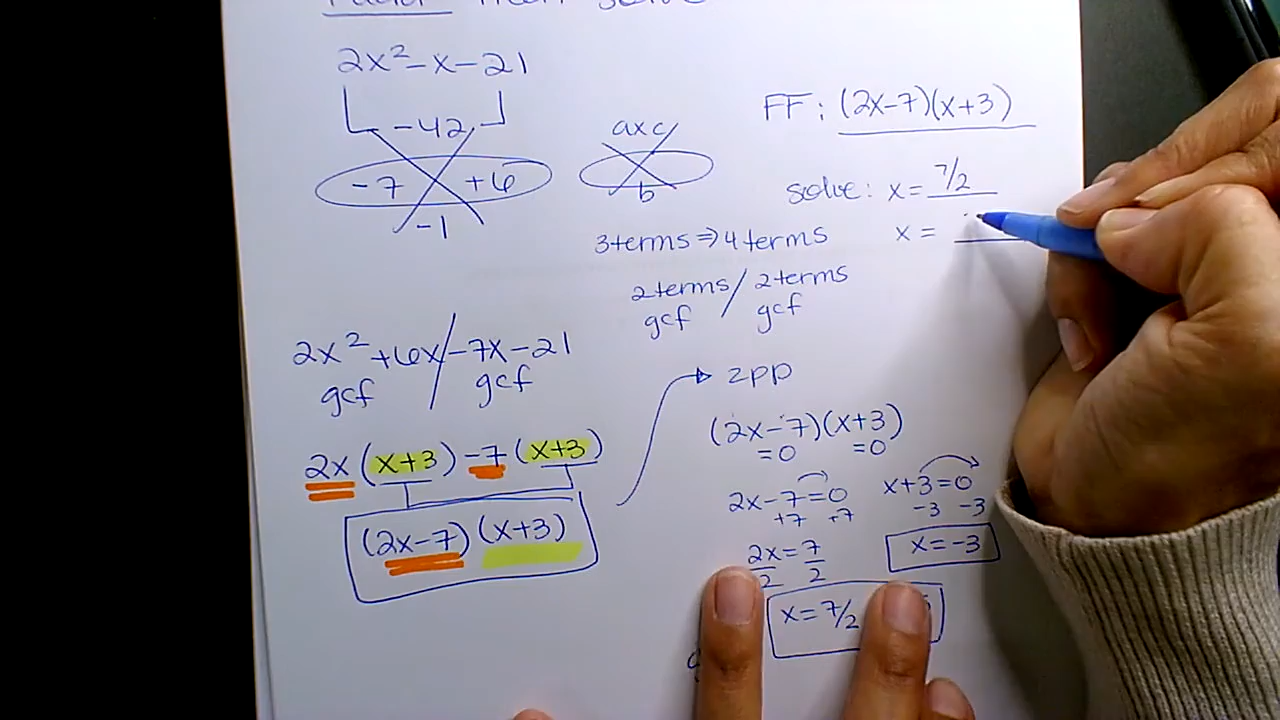 then solve
2x² - x - 21
-42
-7 +6
-1
axc
b
FF: (2x-7)(x+3)
solve: x = 7/2
x =
3 terms ⇒ 4 terms
2 terms / 2 terms
gcf gcf
2x² + 6x / - 7x - 21
gcf gcf
2x (x+3) - 7 (x+3)
(2x-7) (x+3)
zpp
(2x-7)(x+3)
=0 =0
2x-7=0 x+3=0
+7 +7 -3 -3
2x = 7 x = -3
2 2
x = 7/2